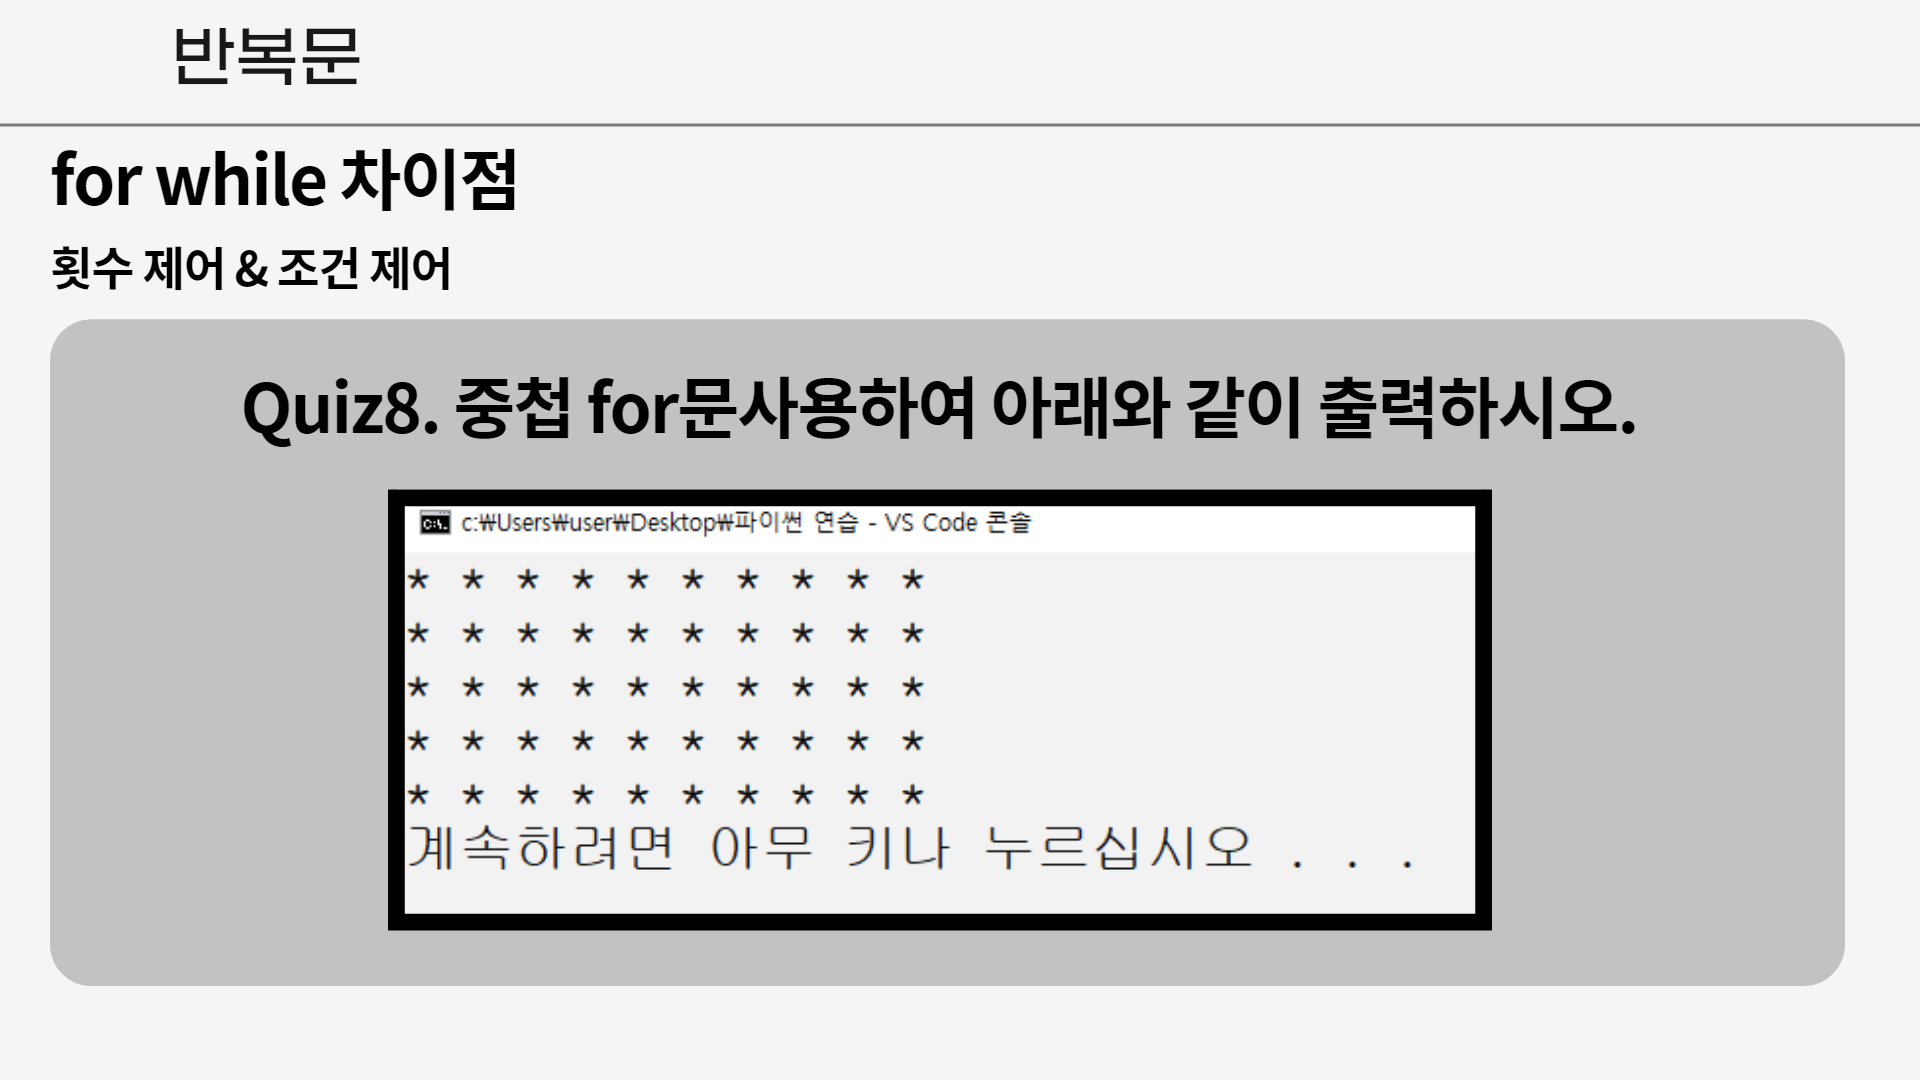 반복문
for while 차이점
횟수 제어 & 조건 제어
Quiz8. 중첩 for문사용하여 아래와 같이 출력하시오.
c:₩Users₩user₩Desktop₩파이썬 연습 - VS Code 콘솔
* * * * * * * * * *
* * * * * * * * * *
* * * * * * * * * *
* * * * * * * * * *
* * * * * * * * * *
계속하려면 아무 키나 누르십시오 . . .